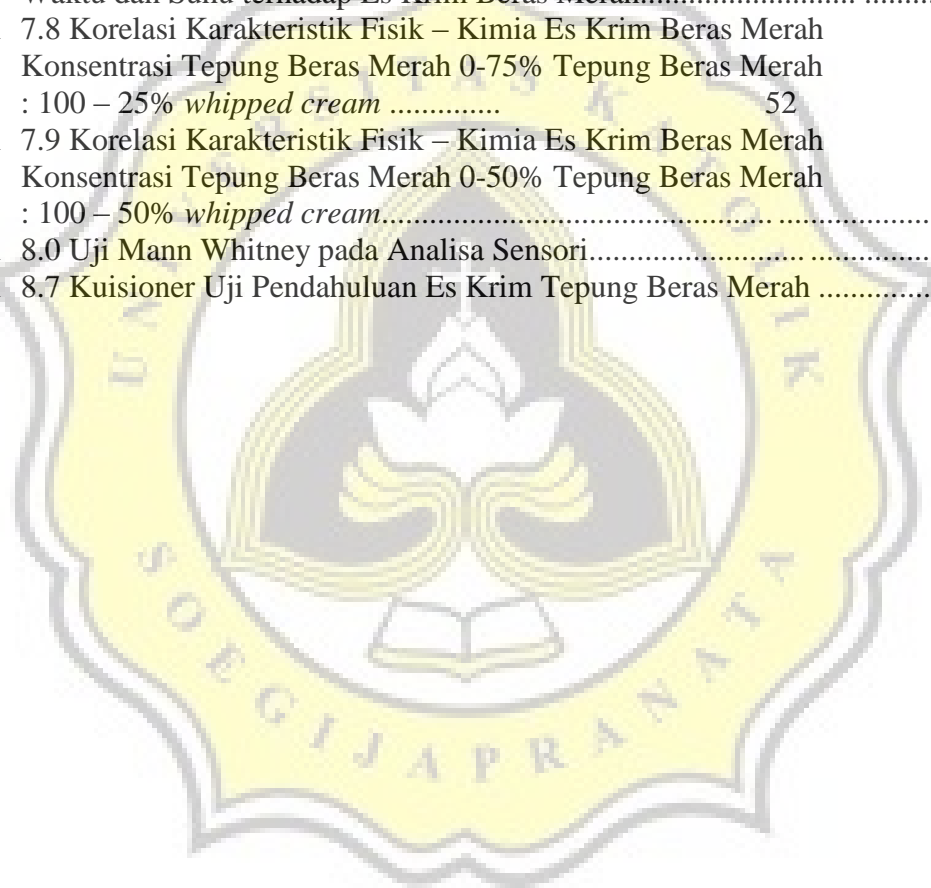 Waktu dan Suhu terhadap Es Krim Beras Merah........................... .........
7.8 Korelasi Karakteristik Fisik – Kimia Es Krim Beras Merah
Konsentrasi Tepung Beras Merah 0-75% Tepung Beras Merah
: 100 – 25% whipped cream .............. 52
7.9 Korelasi Karakteristik Fisik – Kimia Es Krim Beras Merah
Konsentrasi Tepung Beras Merah 0-50% Tepung Beras Merah
: 100 – 50% whipped cream................................................. ...................
8.0 Uji Mann Whitney pada Analisa Sensori........................... ................
8.7 Kuisioner Uji Pendahuluan Es Krim Tepung Beras Merah ..............
UNIVERSITAS KATOLIK
SOEGIJAPRANATA